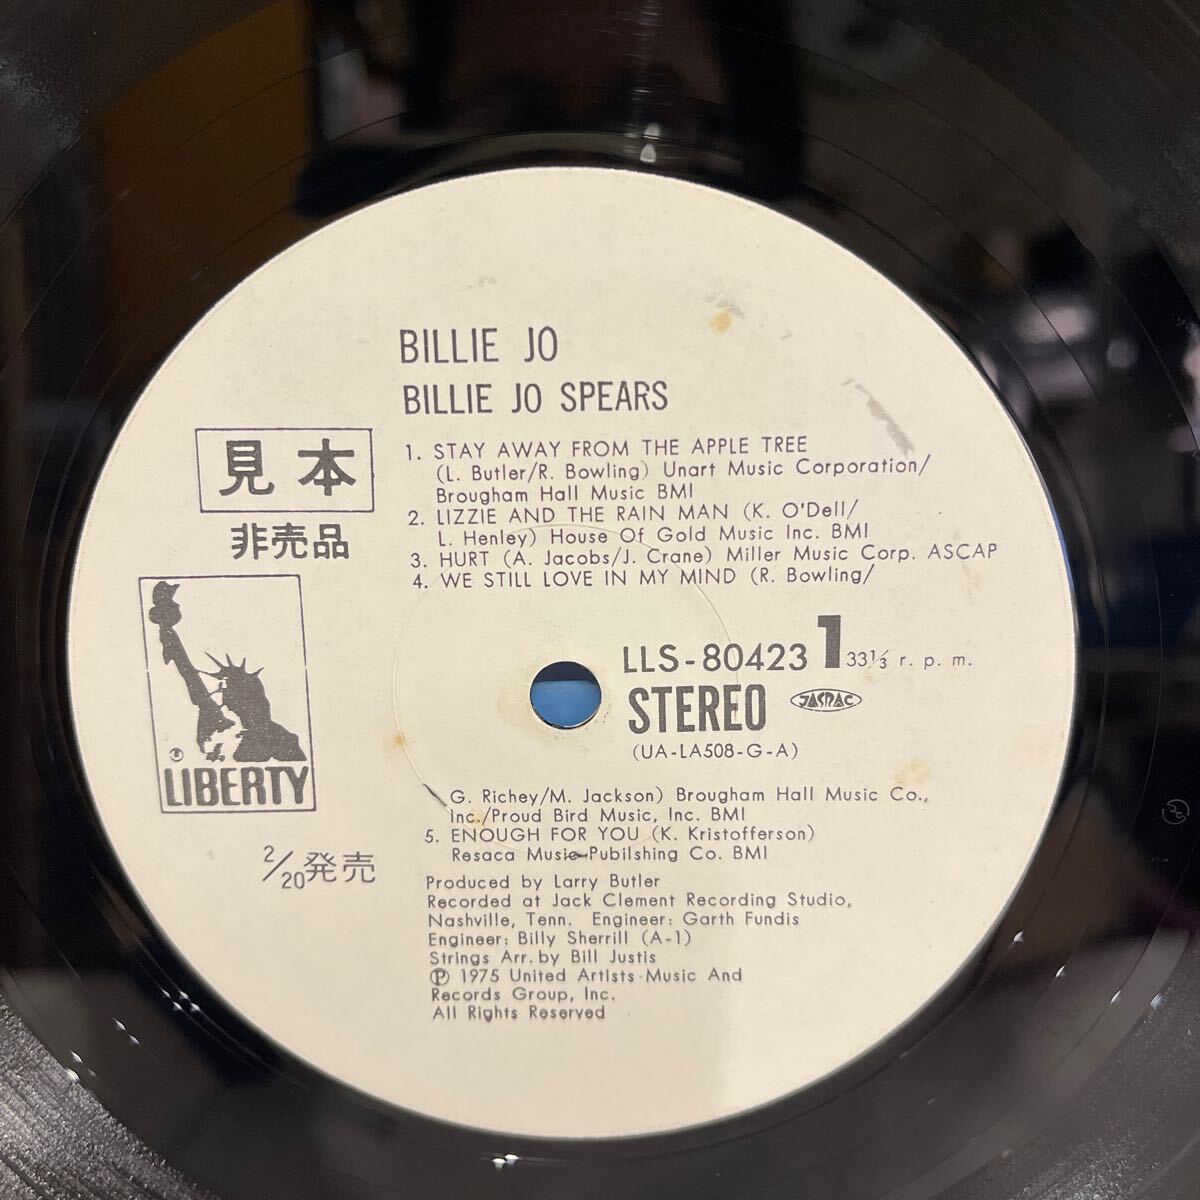 BILLIE JO
BILLIE JO SPEARS
見本
非売品
1. STAY AWAY FROM THE APPLE TREE
(L. Butler/R. Bowling) Unart Music Corporation/
Brougham Hall Music BMI
2. LIZZIE AND THE RAIN MAN (K. O'Dell/
L. Henley) House Of Gold Music Inc. BMI
3. HURT (A. Jacobs/J. Crane) Miller Music Corp. ASCAP
4. WE STILL LOVE IN MY MIND (R. Bowling/
LLS-80423 1 33⅓ r. p. m.
STEREO JASRAC
(UA-LA508-G-A)
LIBERTY
G. Richey/M. Jackson) Brougham Hall Music Co.,
Inc./Proud Bird Music, Inc. BMI
5. ENOUGH FOR YOU (K. Kristofferson)
Resaca Music Pubilshing Co. BMI
2/20発売
Produced by Larry Butler
Recorded at Jack Clement Recording Studio,
Nashville, Tenn. Engineer: Garth Fundis
Engineer: Billy Sherrill (A-1)
Strings Arr. by Bill Justis
Ⓟ 1975 United Artists Music And
Records Group, Inc.
All Rights Reserved